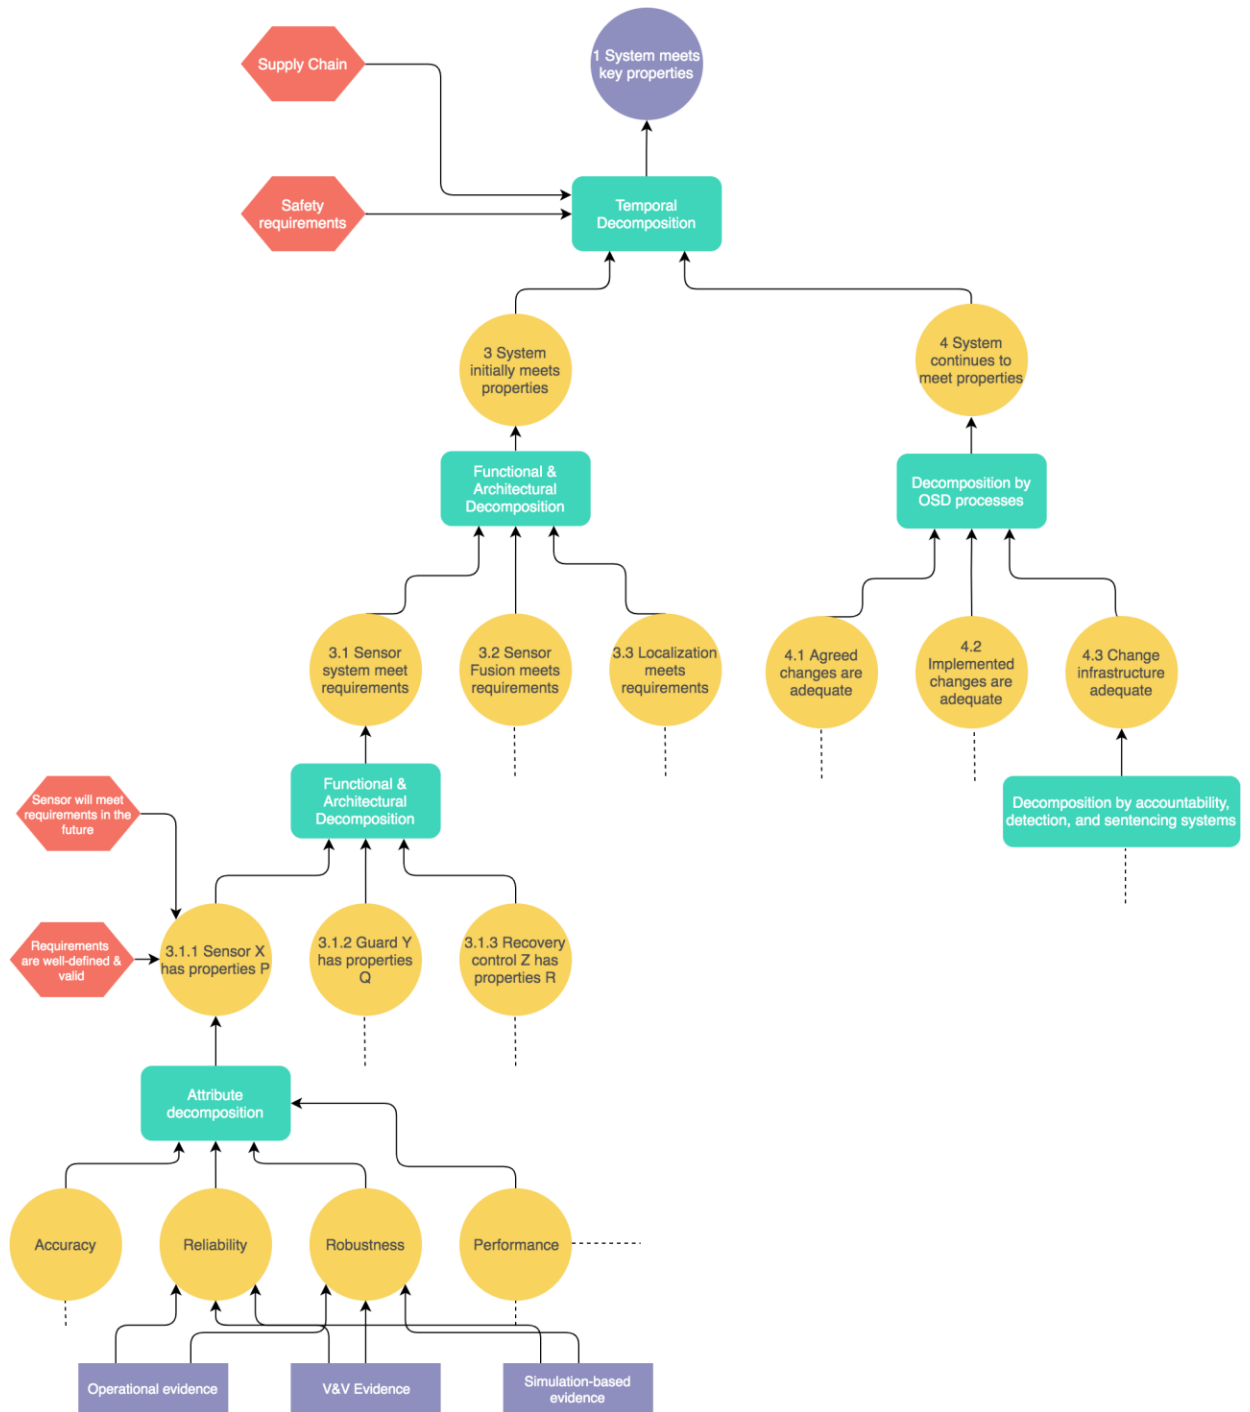 1 System meets
key properties
Supply Chain
Safety
requirements
Temporal
Decomposition
3 System
initially meets
properties
4 System
continues to
meet properties
Functional &
Architectural
Decomposition
Decomposition by
OSD processes
3.1 Sensor
system meet
requirements
3.2 Sensor
Fusion meets
requirements
3.3 Localization
meets
requirements
4.1 Agreed
changes are
adequate
4.2
Implemented
changes are
adequate
4.3 Change
infrastructure
adequate
Functional &
Architectural
Decomposition
Decomposition by accountability,
detection, and sentencing systems
Sensor will meet
requirements in the
future
Requirements
are well-defined &
valid
3.1.1 Sensor X
has properties P
3.1.2 Guard Y
has properties
Q
3.1.3 Recovery
control Z has
properties R
Attribute
decomposition
Accuracy
Reliability
Robustness
Performance
Operational evidence
V&V Evidence
Simulation-based
evidence